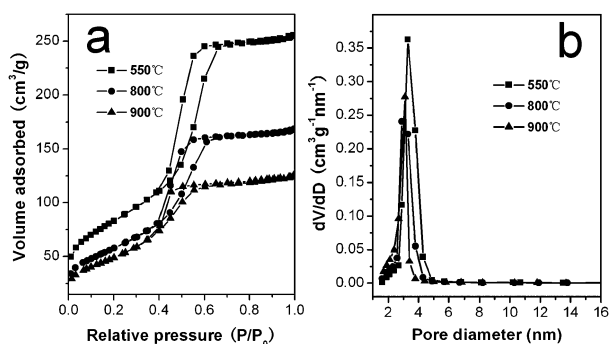 a
550℃
800℃
900℃
Volume adsorbed (cm³/g)
250
200
150
100
50
0.0 0.2 0.4 0.6 0.8 1.0
Relative pressure (P/P₀)
b
550℃
800℃
900℃
dV/dD (cm³g⁻¹nm⁻¹)
0.35
0.30
0.25
0.20
0.15
0.10
0.05
0.00
2 4 6 8 10 12 14 16
Pore diameter (nm)